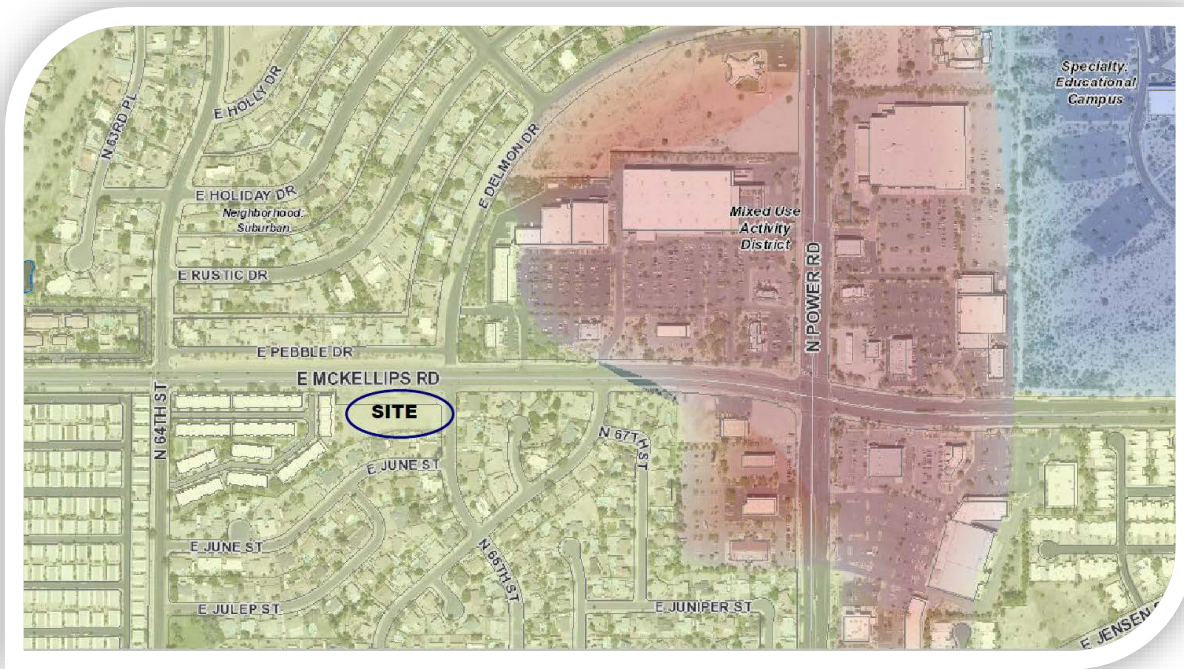 N 63RD PL
E HOLLY DR
Specialty,
Educational
Campus
E DELMON DR
E HOLIDAY DR
Neighborhood:
Suburban
Mixed Use
Activity
District
N POWER RD
E RUSTIC DR
E PEBBLE DR
E MCKELLIPS RD
N 64TH ST
SITE
N 67TH ST
E JUNE ST
E JUNE ST
N 66TH ST
E JULEP ST
E JUNIPER ST
E JENSEN